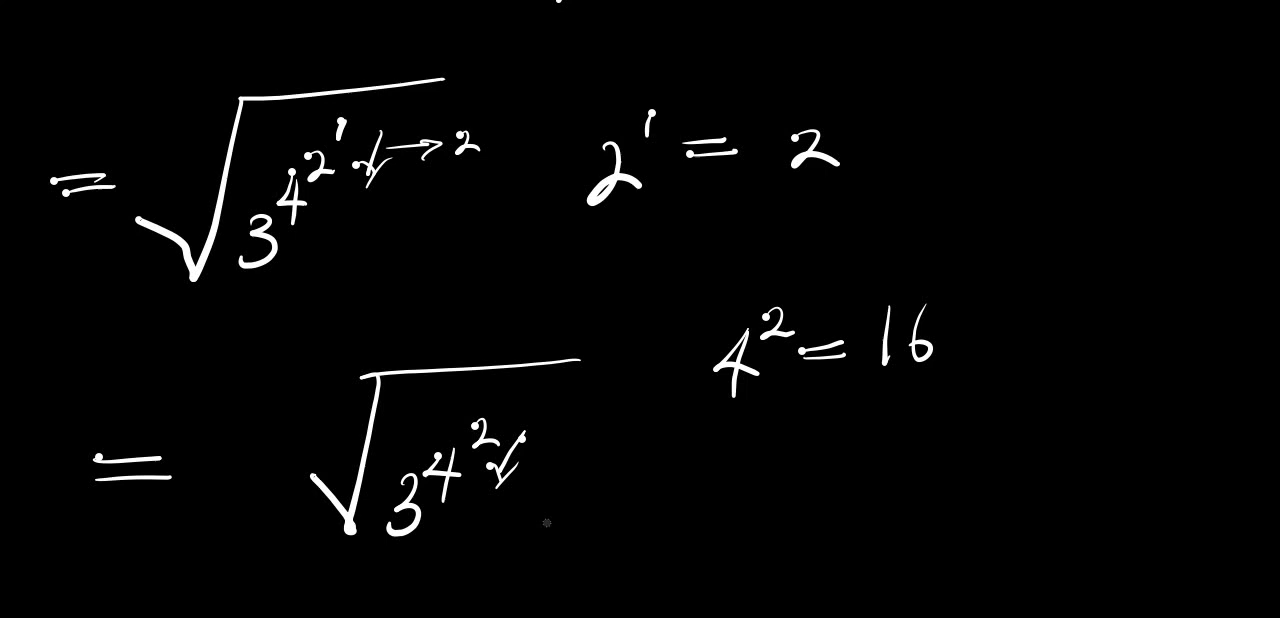 = √3^4^2^1 → 2 2^1 = 2
4^2 = 16
= √3^4^2